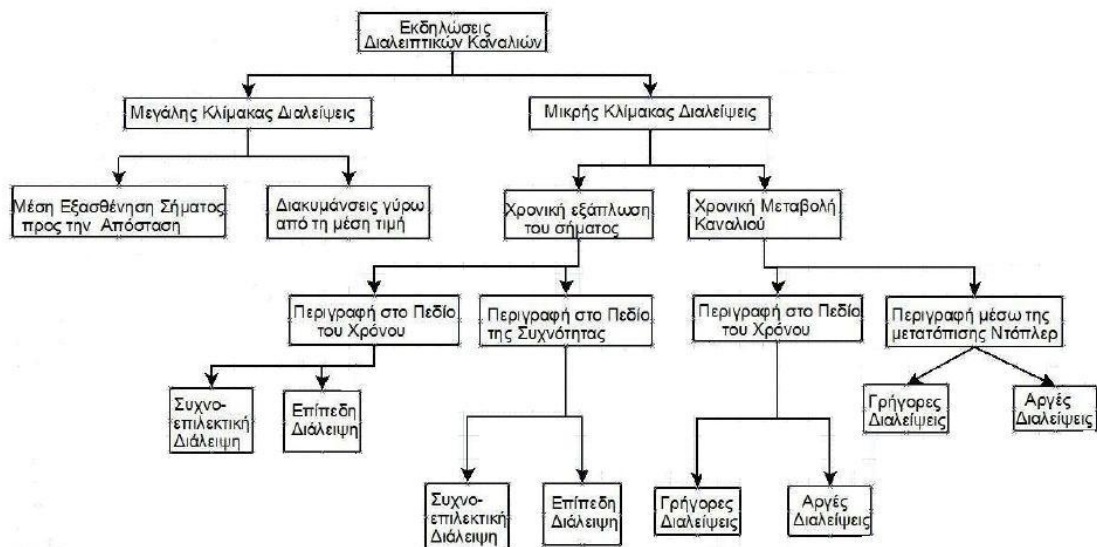 Εκδηλώσεις
Διαλειπτικών Καναλιών
Μεγάλης Κλίμακας Διαλείψεις
Μικρής Κλίμακας Διαλείψεις
Μέση Εξασθένηση Σήματος
προς την Απόσταση
Διακυμάνσεις γύρω
από τη μέση τιμή
Χρονική εξάπλωση
του σήματος
Χρονική Μεταβολή
Καναλιού
Περιγραφή στο Πεδίο
του Χρόνου
Περιγραφή στο Πεδίο
της Συχνότητας
Περιγραφή στο Πεδίο
του Χρόνου
Περιγραφή μέσω της
μετατόπισης Ντόπλερ
Συχνο-
επιλεκτική
Διάλειψη
Επίπεδη
Διάλειψη
Γρήγορες
Διαλείψεις
Αργές
Διαλείψεις
Συχνο-
επιλεκτική
Διάλειψη
Επίπεδη
Διάλειψη
Γρήγορες
Διαλείψεις
Αργές
Διαλείψεις